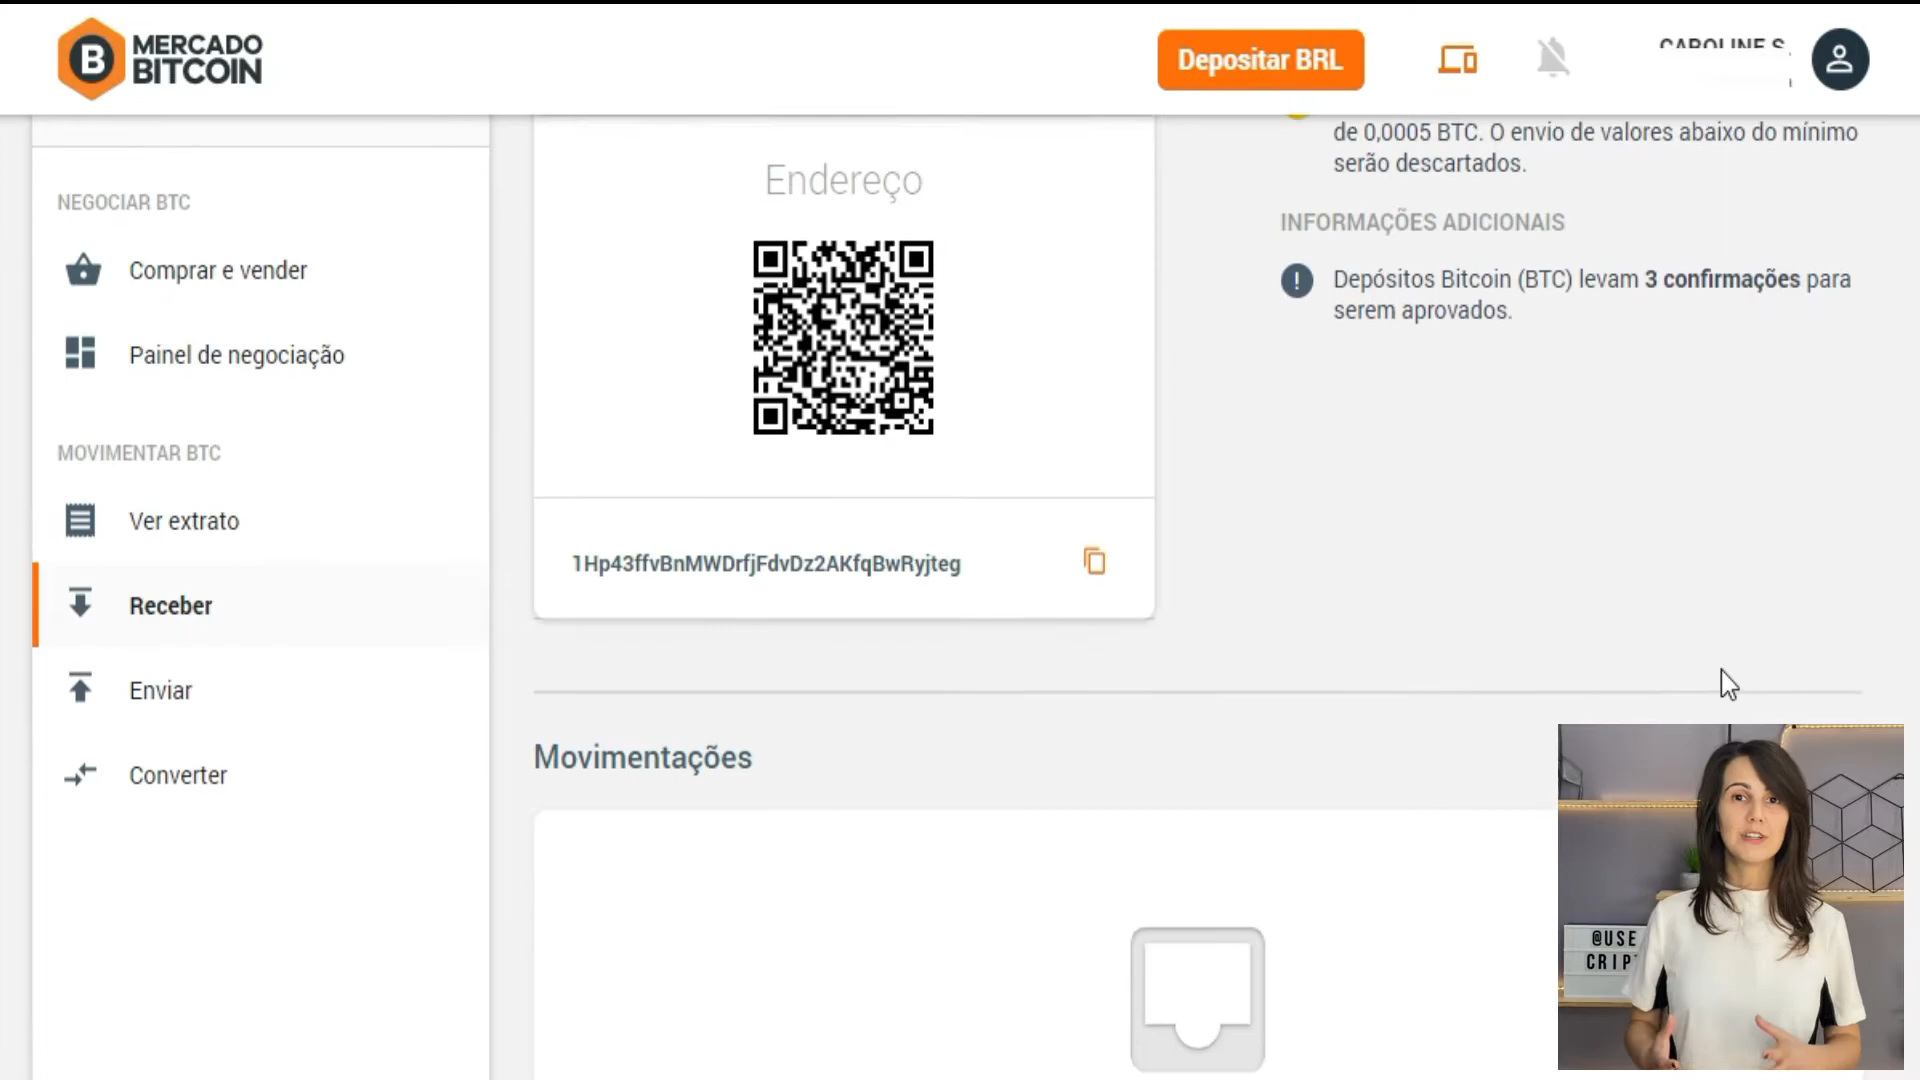 MERCADO
BITCOIN
Depositar BRL
CAROLINE S
NEGOCIAR BTC
Comprar e vender
Painel de negociação
MOVIMENTAR BTC
Ver extrato
Receber
Enviar
Converter
Endereço
1Hp43ffvBnMWDrfjFdvDz2AKfqBwRyjteg
de 0,0005 BTC. O envio de valores abaixo do mínimo
serão descartados.
INFORMAÇÕES ADICIONAIS
Depósitos Bitcoin (BTC) levam 3 confirmações para
serem aprovados.
Movimentações
@USE
CRIP